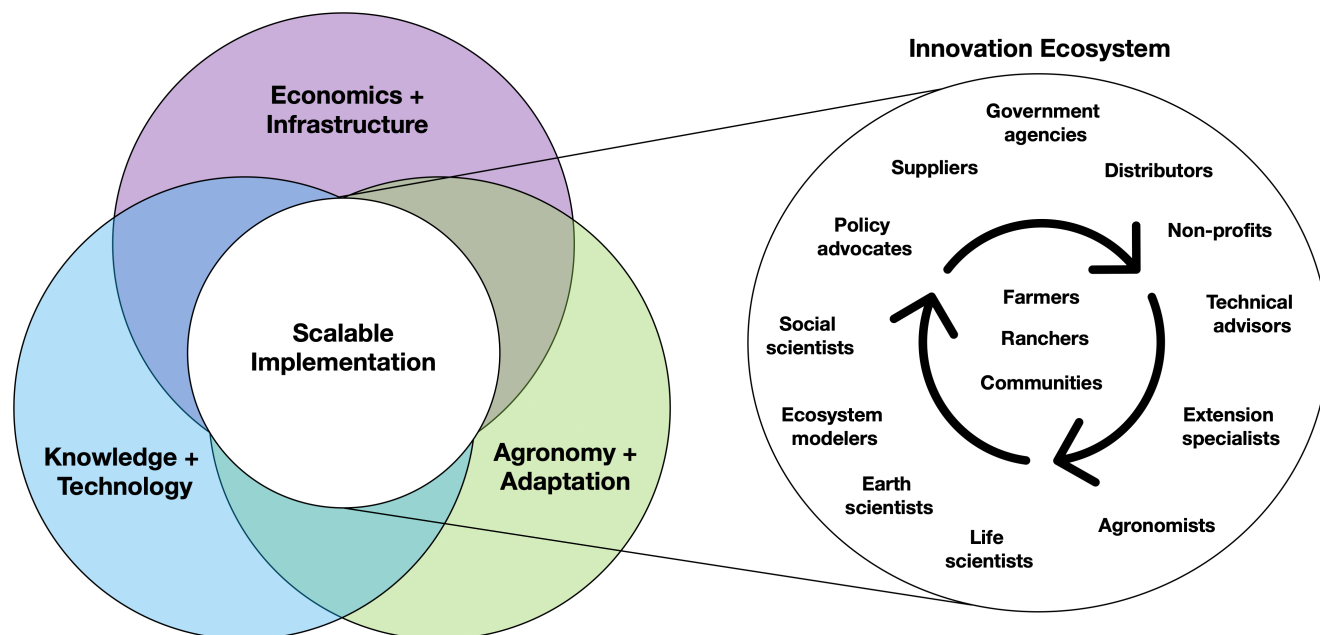 Economics +
Infrastructure
Scalable
Implementation
Knowledge +
Technology
Agronomy +
Adaptation
Innovation Ecosystem
Government
agencies
Suppliers
Distributors
Policy
advocates
Non-profits
Farmers
Ranchers
Communities
Social
scientists
Technical
advisors
Ecosystem
modelers
Extension
specialists
Earth
scientists
Life
scientists
Agronomists